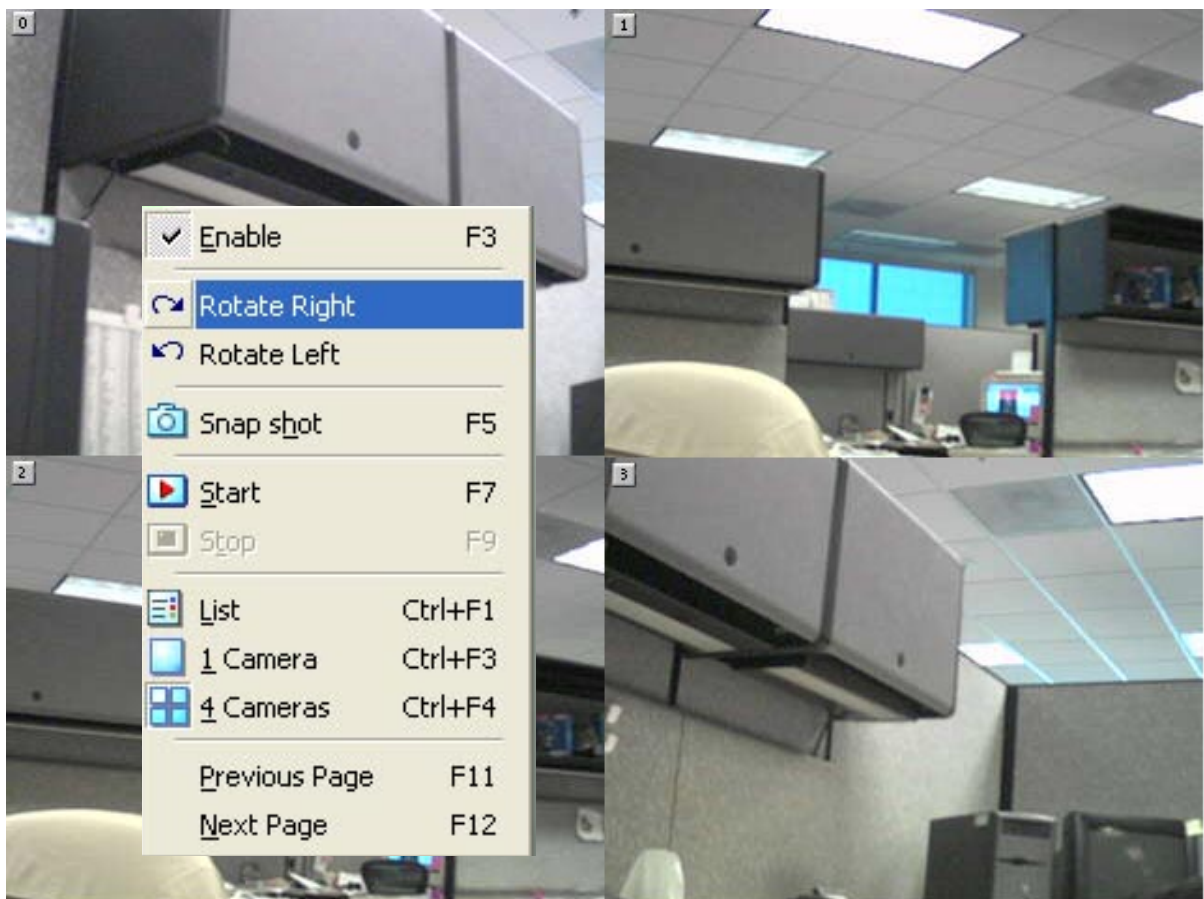 0
1
Enable F3
Rotate Right
Rotate Left
Snap shot F5
2
3
Start F7
Stop F9
List Ctrl+F1
1 Camera Ctrl+F3
4 Cameras Ctrl+F4
Previous Page F11
Next Page F12